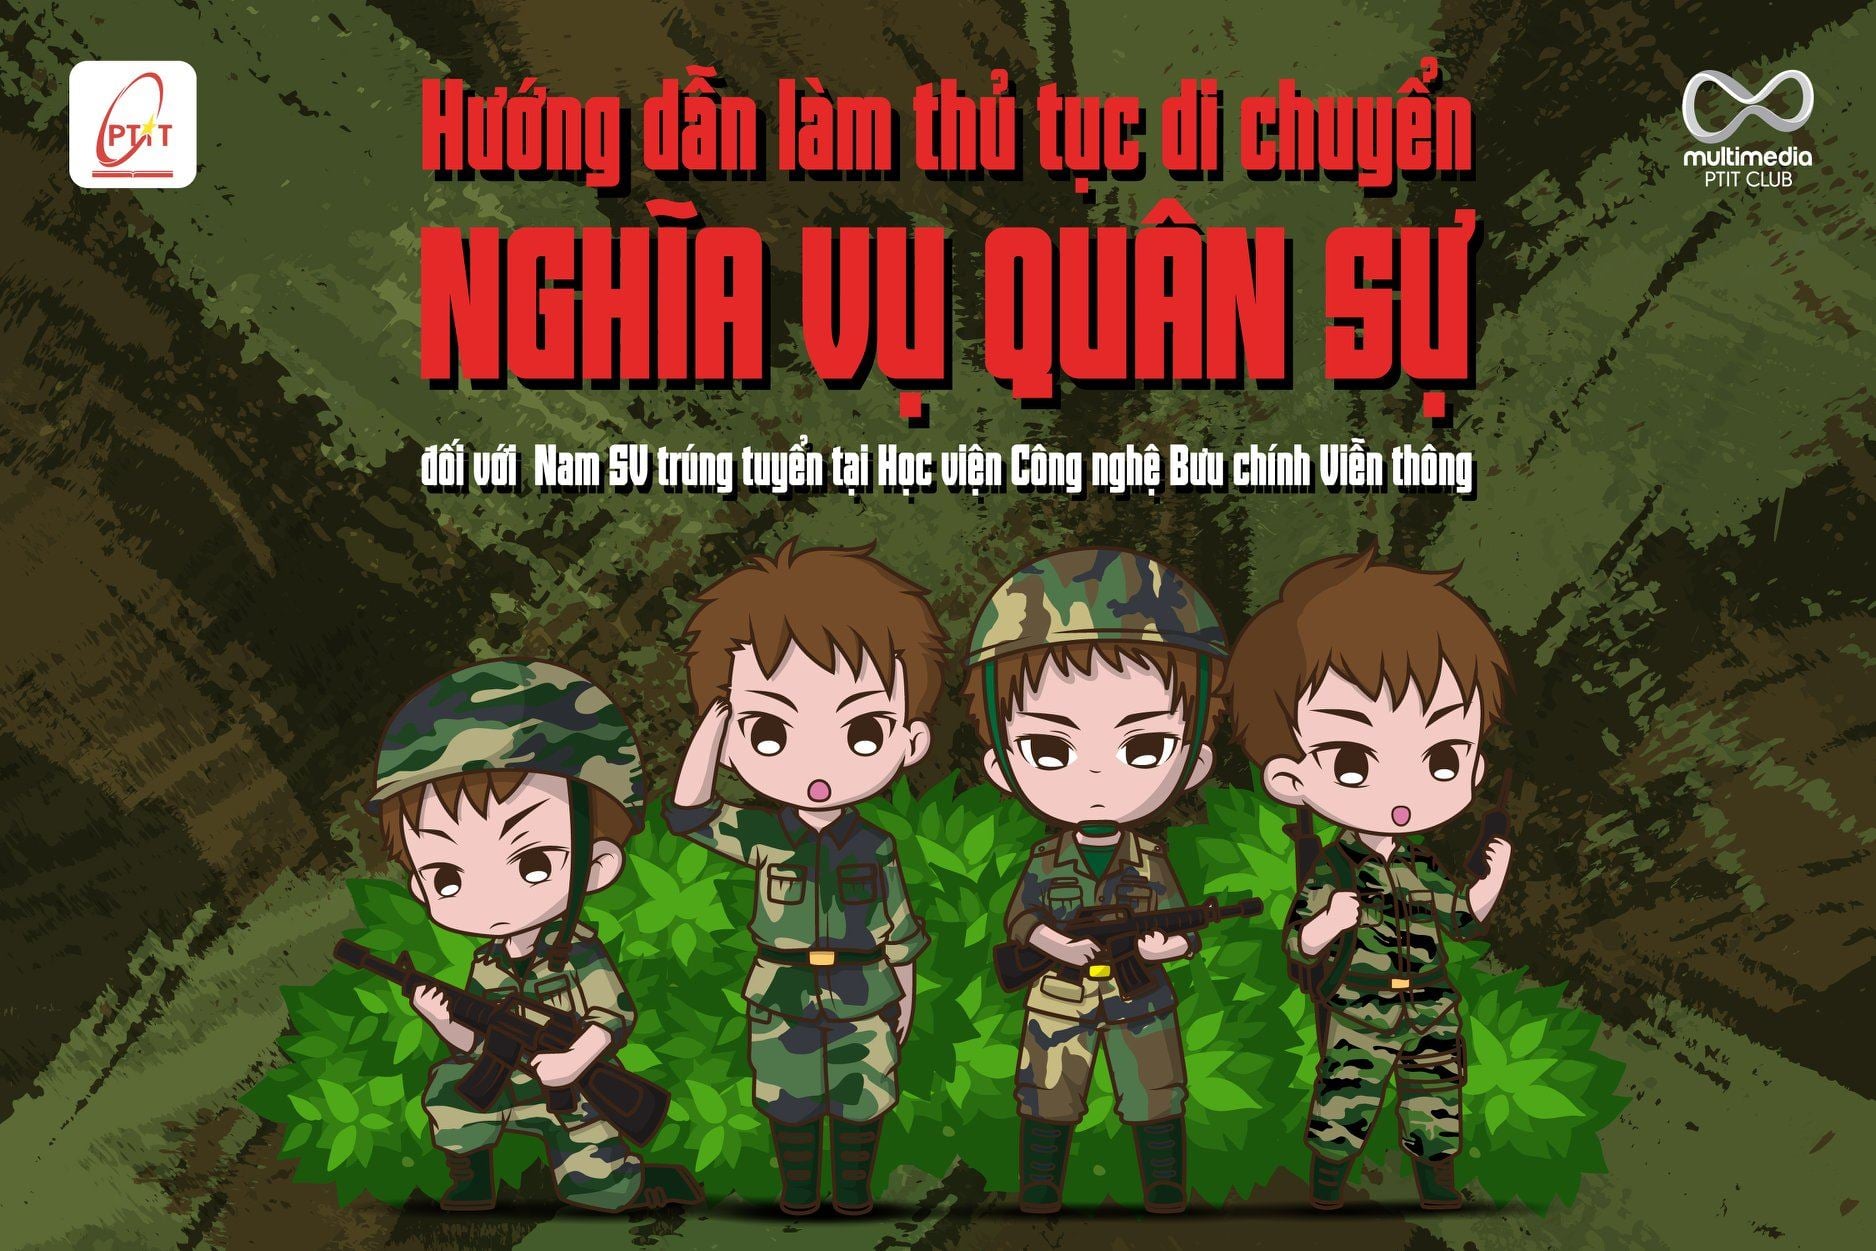 PTIT
Hướng dẫn làm thủ tục di chuyển
multimedia
PTIT CLUB
NGHĨA VỤ QUÂN SỰ
đối với Nam SV trúng tuyển tại Học viện Công nghệ Bưu chính Viễn thông